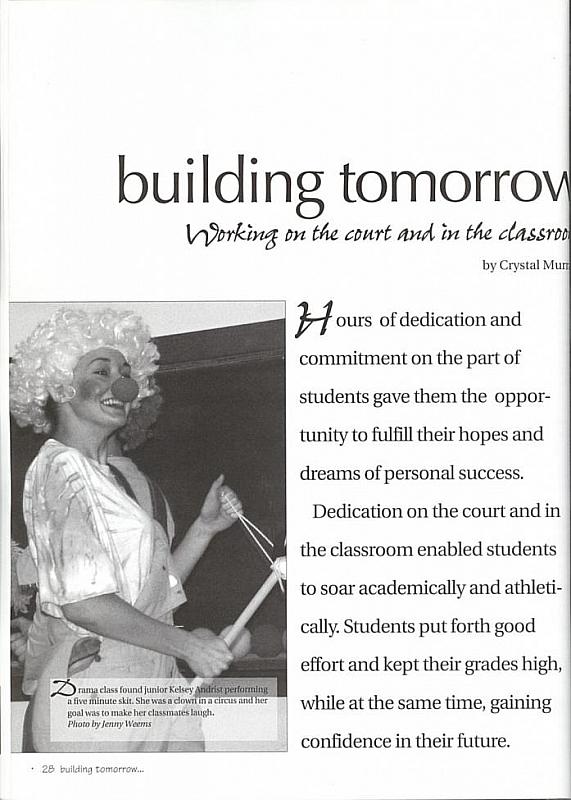 building tomorrow
Working on the court and in the
by Crystal
Hours of dedication and
commitment on the part of
students gave them the oppor-
tunity to fulfill their hopes and
dreams of personal success.
Dedication on the court and in
the classroom enabled students
to soar academically and athleti-
cally. Students put forth good
effort and kept their grades high,
while at the same time, gaining
confidence in their future.
Drama class found junior Kelsey Andrist performing
a five minute skit. She was a clown in a circus and her
goal was to make her classmates laugh.
Photo by Jenny Weems
· 28 building tomorrow...